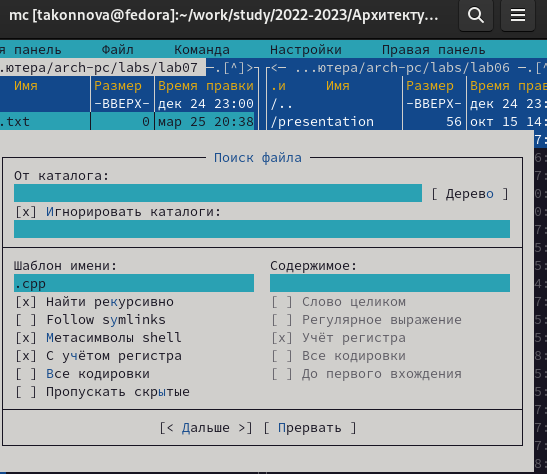 mc [takonnova@fedora]:~/work/study/2022-2023/Архитекту...
я панель Файл Команда Настройки Правая панель
...ютера/arch-pc/labs/lab07 —.[^]>┐ ┌<— ...ютера/arch-pc/labs/lab06 —.[^
Имя Размер Время правки .и Имя Размер Время прав
-ВВЕРХ- дек 24 23:00 /.. -ВВЕРХ- дек 24 23:
.txt 0 мар 25 20:38 /presentation 56 окт 15 14:
Поиск файла
От каталога:
[ Дерево ]
[x] Игнорировать каталоги:
Шаблон имени: Содержимое:
.cpp
[x] Найти рекурсивно [ ] Слово целиком
[ ] Follow symlinks [ ] Регулярное выражение
[x] Метасимволы shell [x] Учёт регистра
[x] С учётом регистра [ ] Все кодировки
[ ] Все кодировки [ ] До первого вхождения
[ ] Пропускать скрытые
[< Дальше >] [ Прервать ]